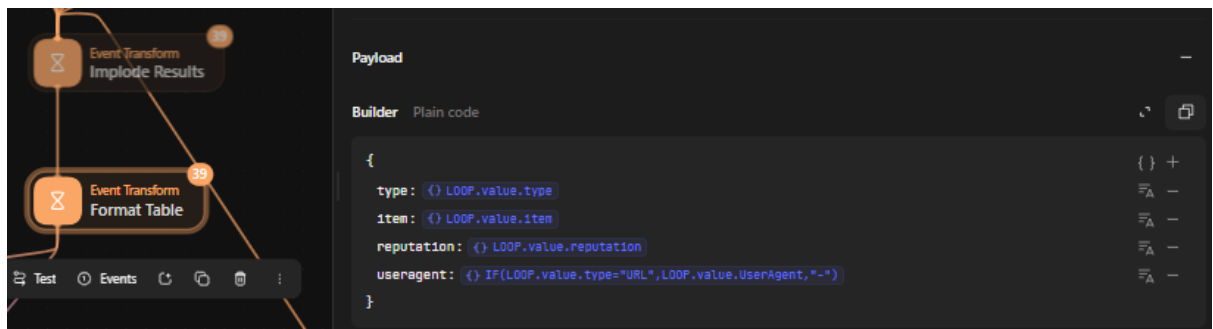 39
Event Transform
Implode Results
39
Event Transform
Format Table
Test Events
Payload
Builder Plain code
{
type: {} LOOP.value.type
item: {} LOOP.value.item
reputation: {} LOOP.value.reputation
useragent: {} IF(LOOP.value.type="URL",LOOP.value.UserAgent,"-")
}